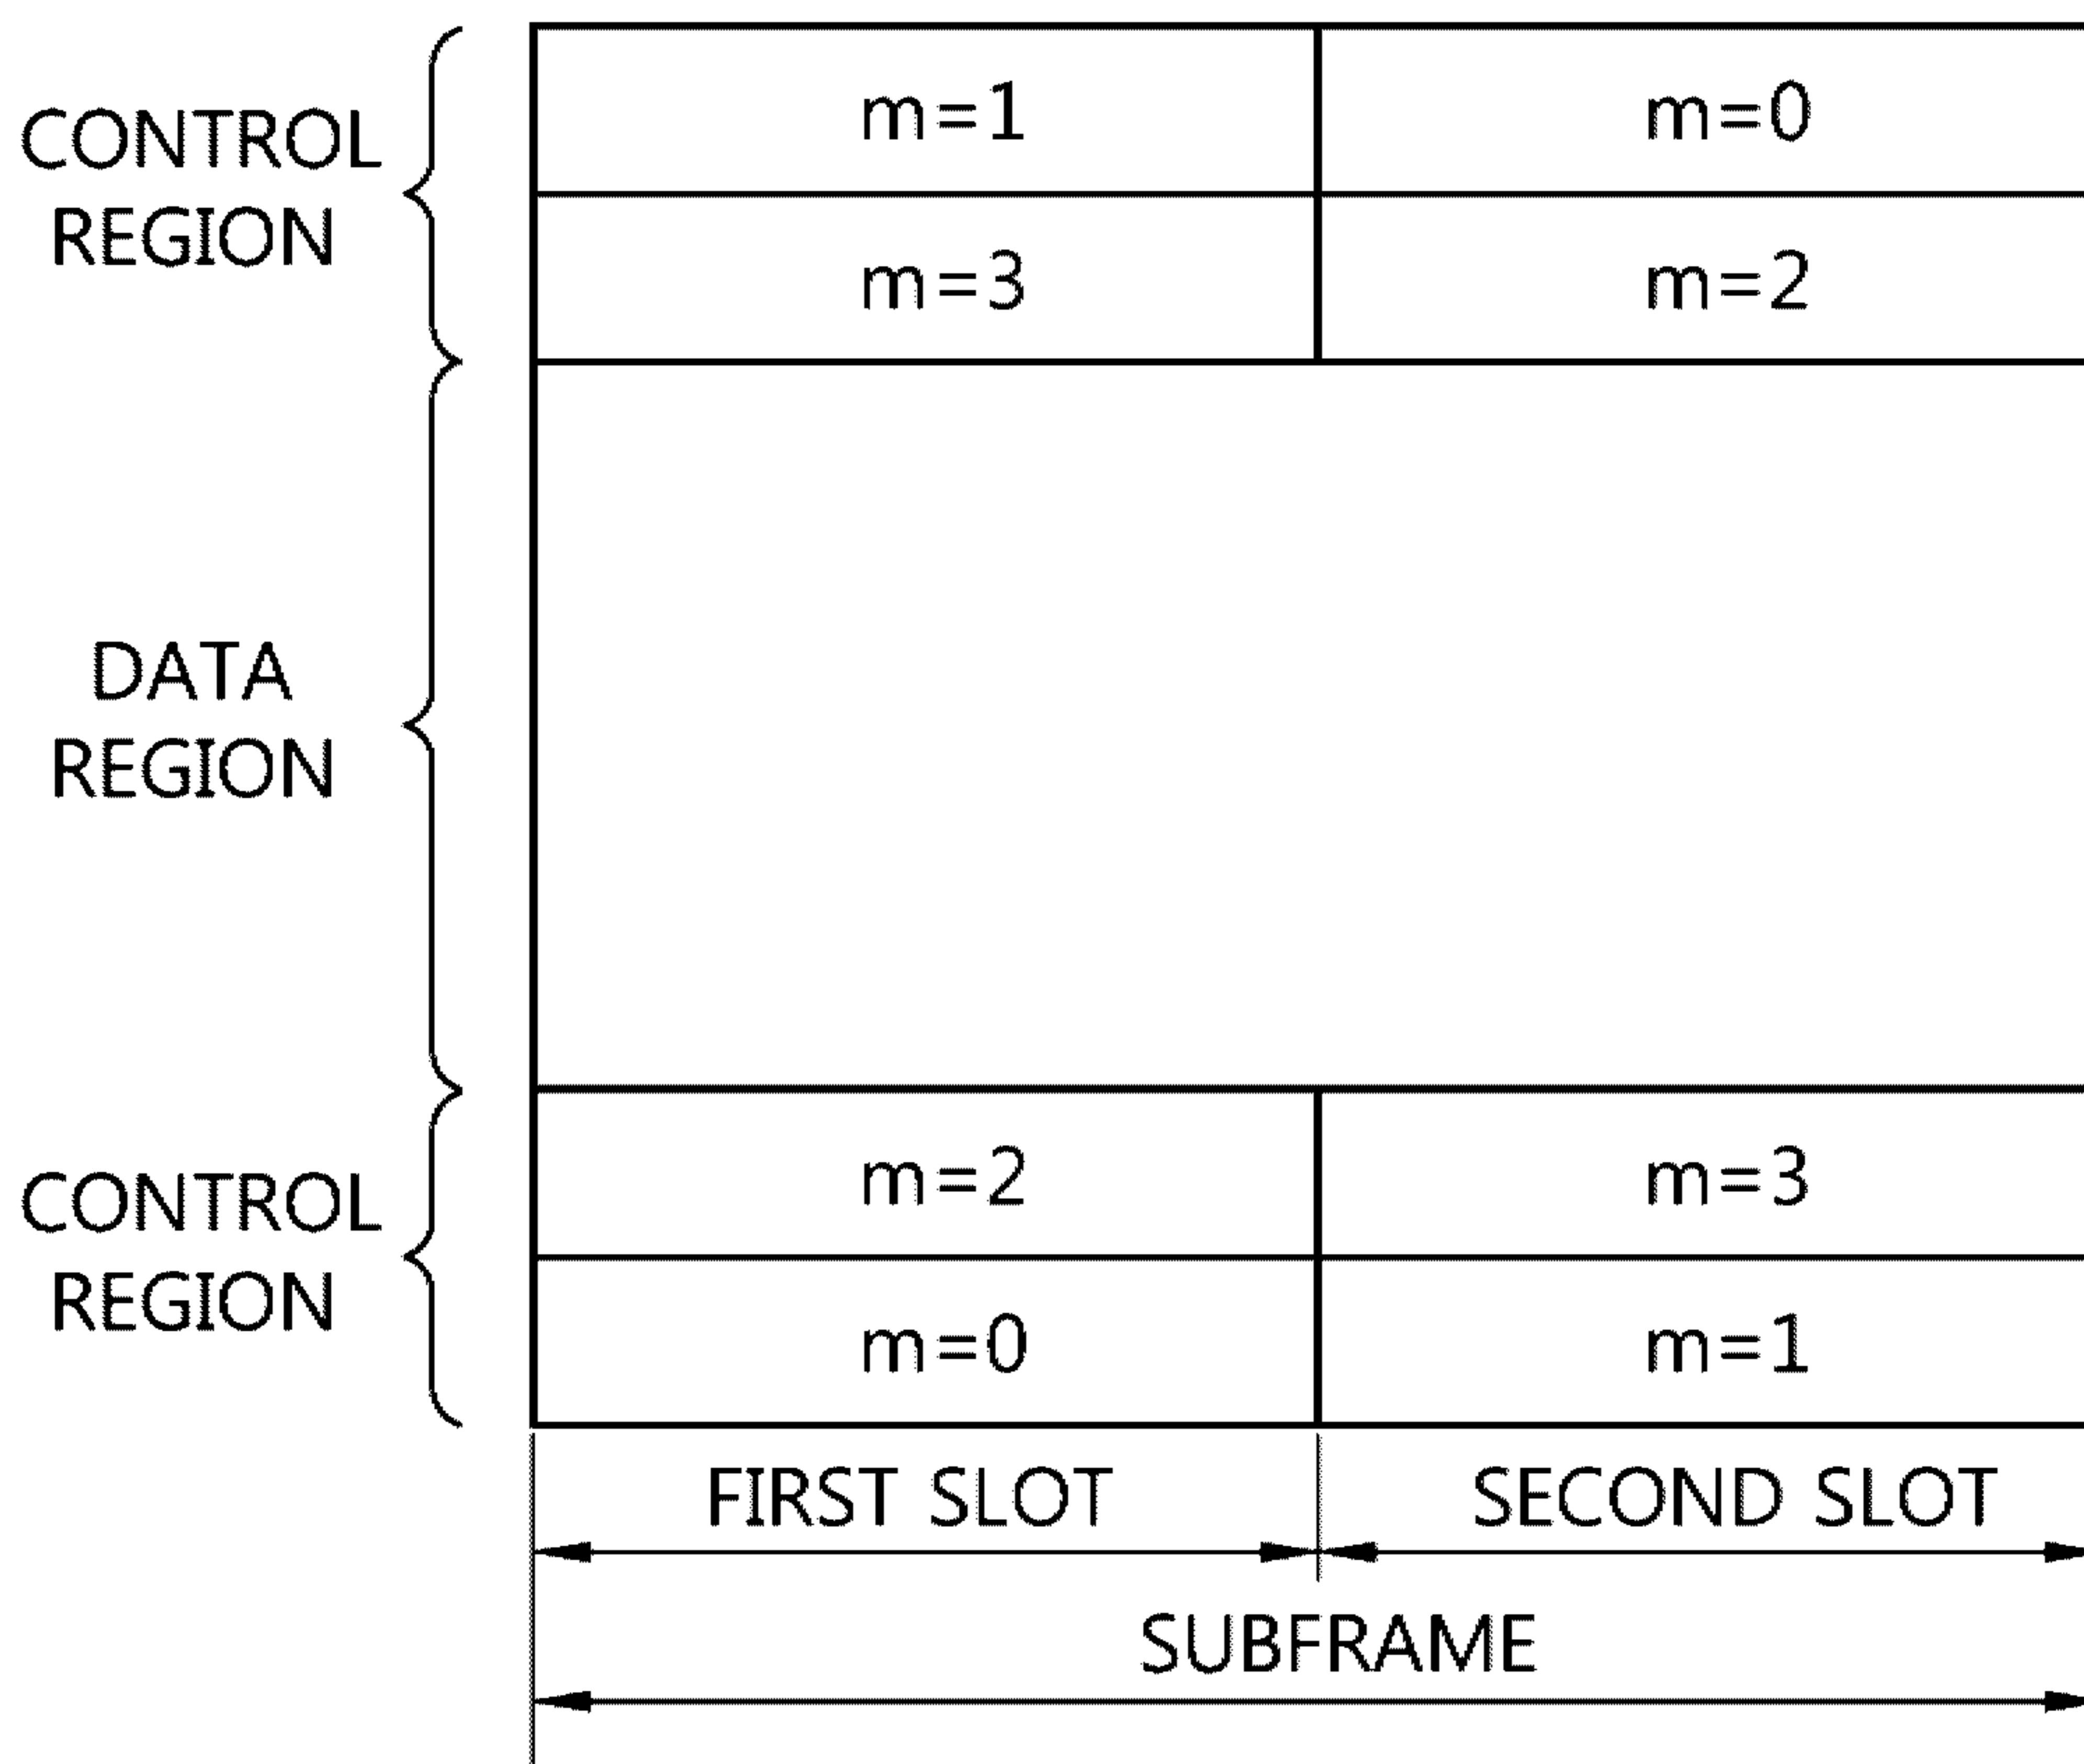 m=1 m=0
CONTROL
REGION
m=3 m=2
DATA
REGION
m=2 m=3
CONTROL
REGION
m=0 m=1
FIRST SLOT SECOND SLOT
SUBFRAME